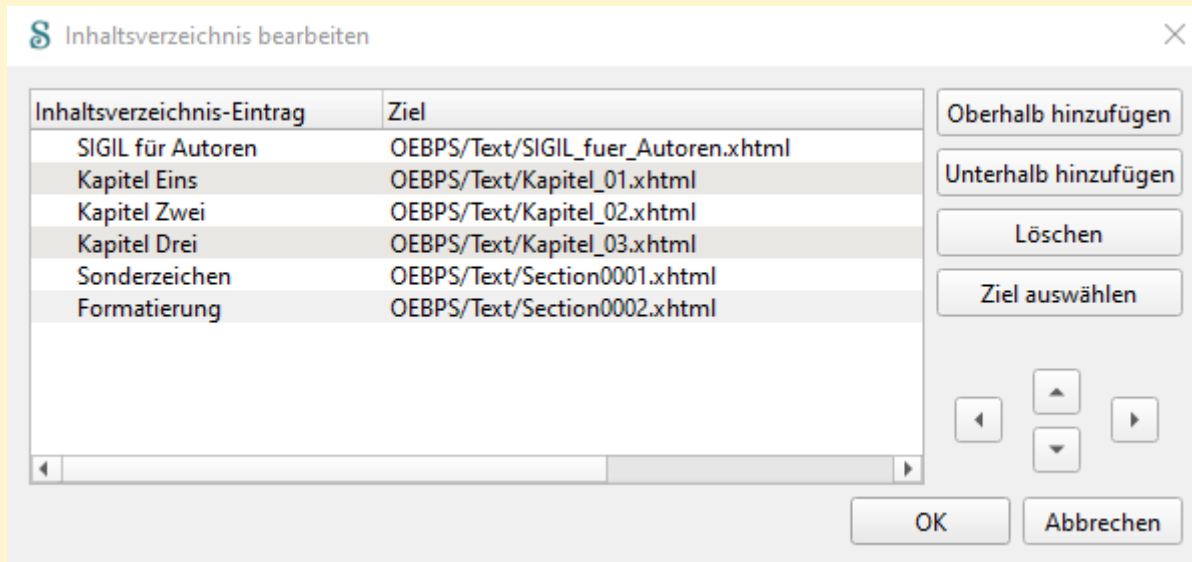 Inhaltsverzeichnis bearbeiten
Inhaltsverzeichnis-Eintrag Ziel
SIGIL für Autoren OEBPS/Text/SIGIL_fuer_Autoren.xhtml
Kapitel Eins OEBPS/Text/Kapitel_01.xhtml
Kapitel Zwei OEBPS/Text/Kapitel_02.xhtml
Kapitel Drei OEBPS/Text/Kapitel_03.xhtml
Sonderzeichen OEBPS/Text/Section0001.xhtml
Formatierung OEBPS/Text/Section0002.xhtml
Oberhalb hinzufügen
Unterhalb hinzufügen
Löschen
Ziel auswählen
OK Abbrechen